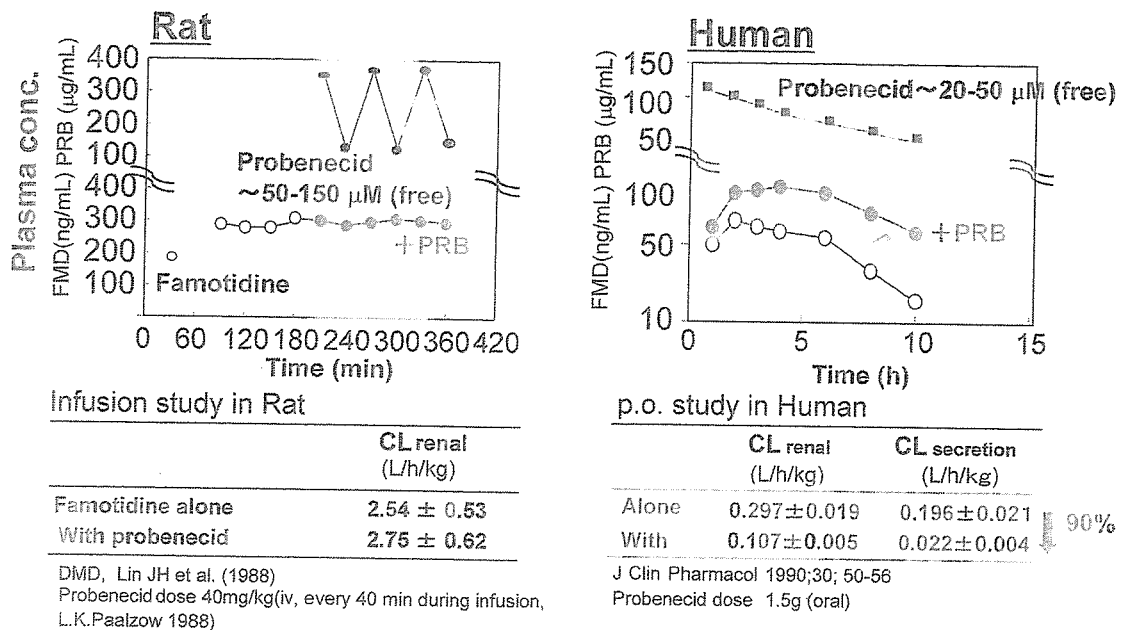 Rat
Plasma conc.
FMD(ng/mL) PRB (µg/mL)
400
300
200
100
400
300
200
100
Probenecid
~50-150 µM (free)
+PRB
Famotidine
0 60 120 180 240 300 360 420
Time (min)
Infusion study in Rat
CL renal
(L/h/kg)
Famotidine alone 2.54 ± 0.53
With probenecid 2.75 ± 0.62
DMD, Lin JH et al. (1988)
Probenecid dose 40mg/kg(iv, every 40 min during infusion,
L.K.Paalzow 1988)
Human
FMD(ng/mL) PRB (µg/mL)
150
100
50
100
50
10
Probenecid~20-50 µM (free)
+PRB
0 5 10 15
Time (h)
p.o. study in Human
CL renal CL secretion
(L/h/kg) (L/h/kg)
Alone 0.297±0.019 0.196±0.021
With 0.107±0.005 0.022±0.004
90%
J Clin Pharmacol 1990;30; 50-56
Probenecid dose 1.5g (oral)